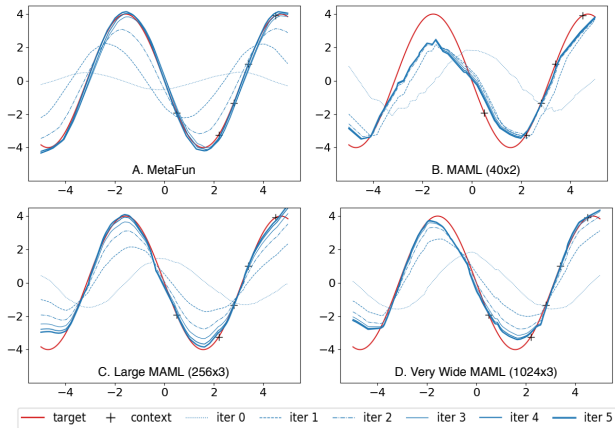 4
2
0
−2
−4
−4 −2 0 2 4
A. MetaFun
4
2
0
−2
−4
−4 −2 0 2 4
B. MAML (40x2)
4
2
0
−2
−4
−4 −2 0 2 4
C. Large MAML (256x3)
4
2
0
−2
−4
−4 −2 0 2 4
D. Very Wide MAML (1024x3)
target context iter 0 iter 1 iter 2 iter 3 iter 4 iter 5